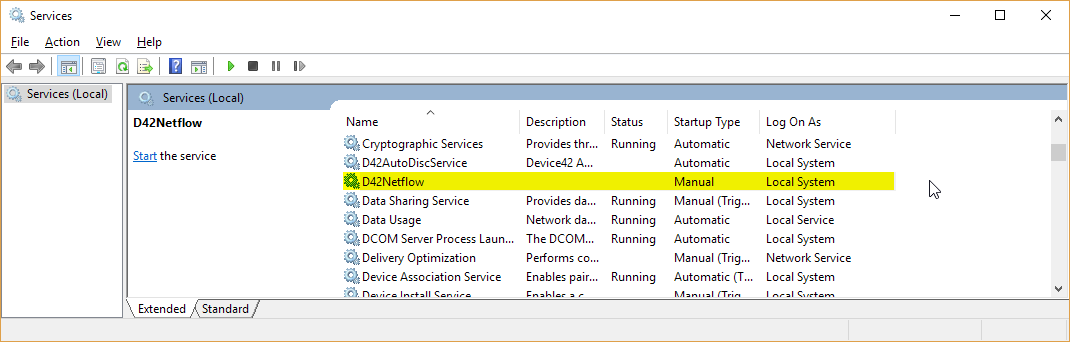 Services
File Action View Help
Services (Local)
Services (Local)
D42Netflow
Start the service
Name Description Status Startup Type Log On As
Cryptographic Services Provides thr... Running Automatic Network Service
D42AutoDiscService Device42 A... Automatic Local System
D42Netflow Manual Local System
Data Sharing Service Provides da... Running Manual (Trig... Local System
Data Usage Network da... Running Automatic Local Service
DCOM Server Process Laun... The DCOM... Running Automatic Local System
Delivery Optimization Performs co... Manual (Trig... Network Service
Device Association Service Enables pair... Running Automatic (T... Local System
Device Install Service Enables a c... Manual (Trig... Local System
Extended Standard